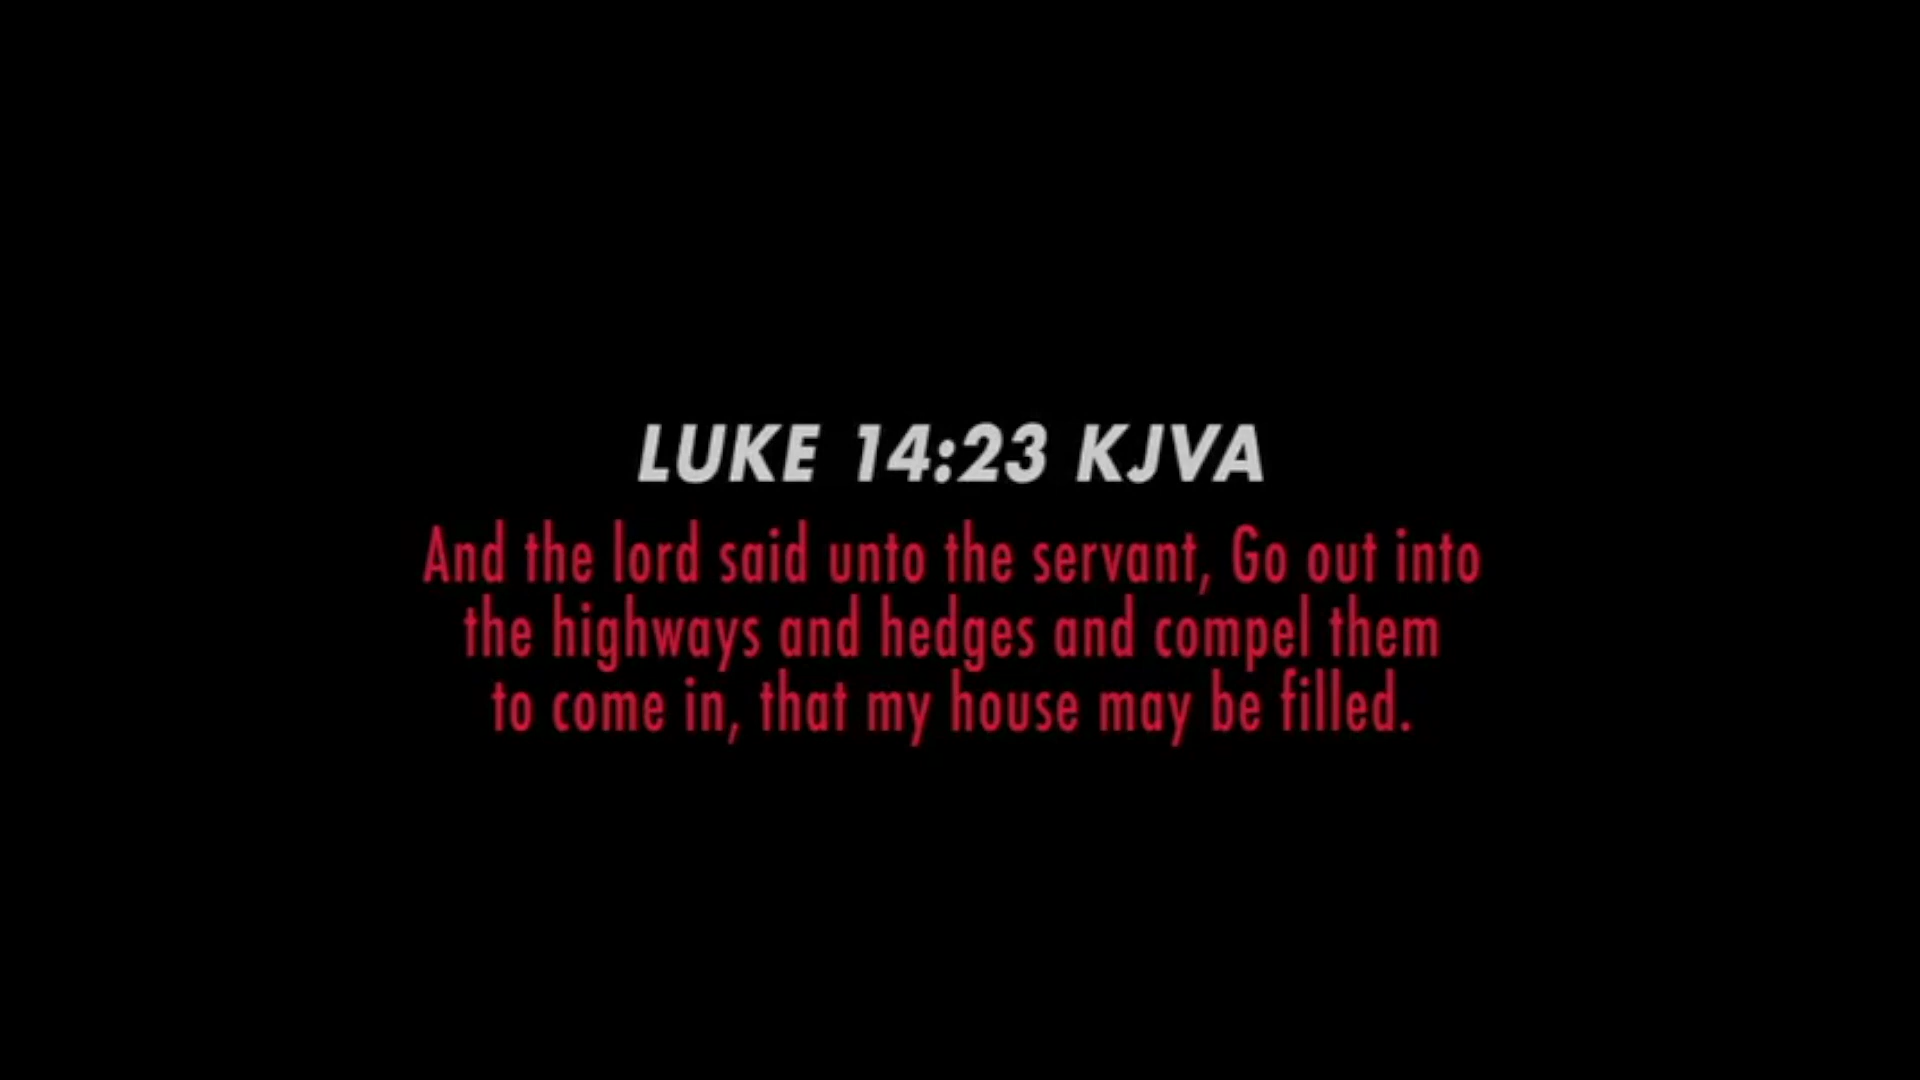 LUKE 14:23 KJVA
And the lord said unto the servant, Go out into
the highways and hedges and compel them
to come in, that my house may be filled.